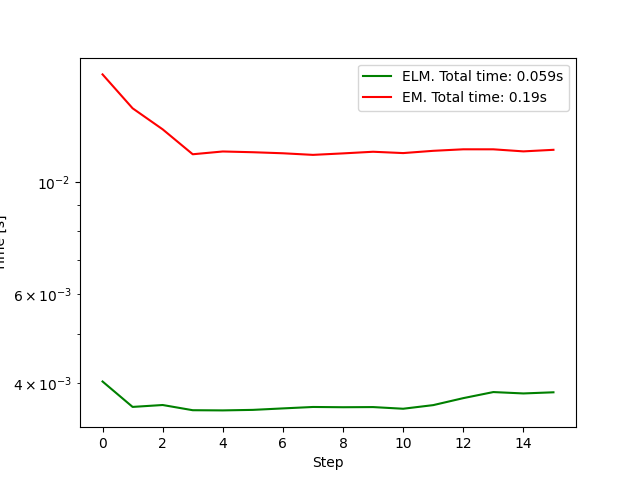 ELM. Total time: 0.059s
EM. Total time: 0.19s
10⁻²
6 × 10⁻³
4 × 10⁻³
[s]
0 2 4 6 8 10 12 14
Step